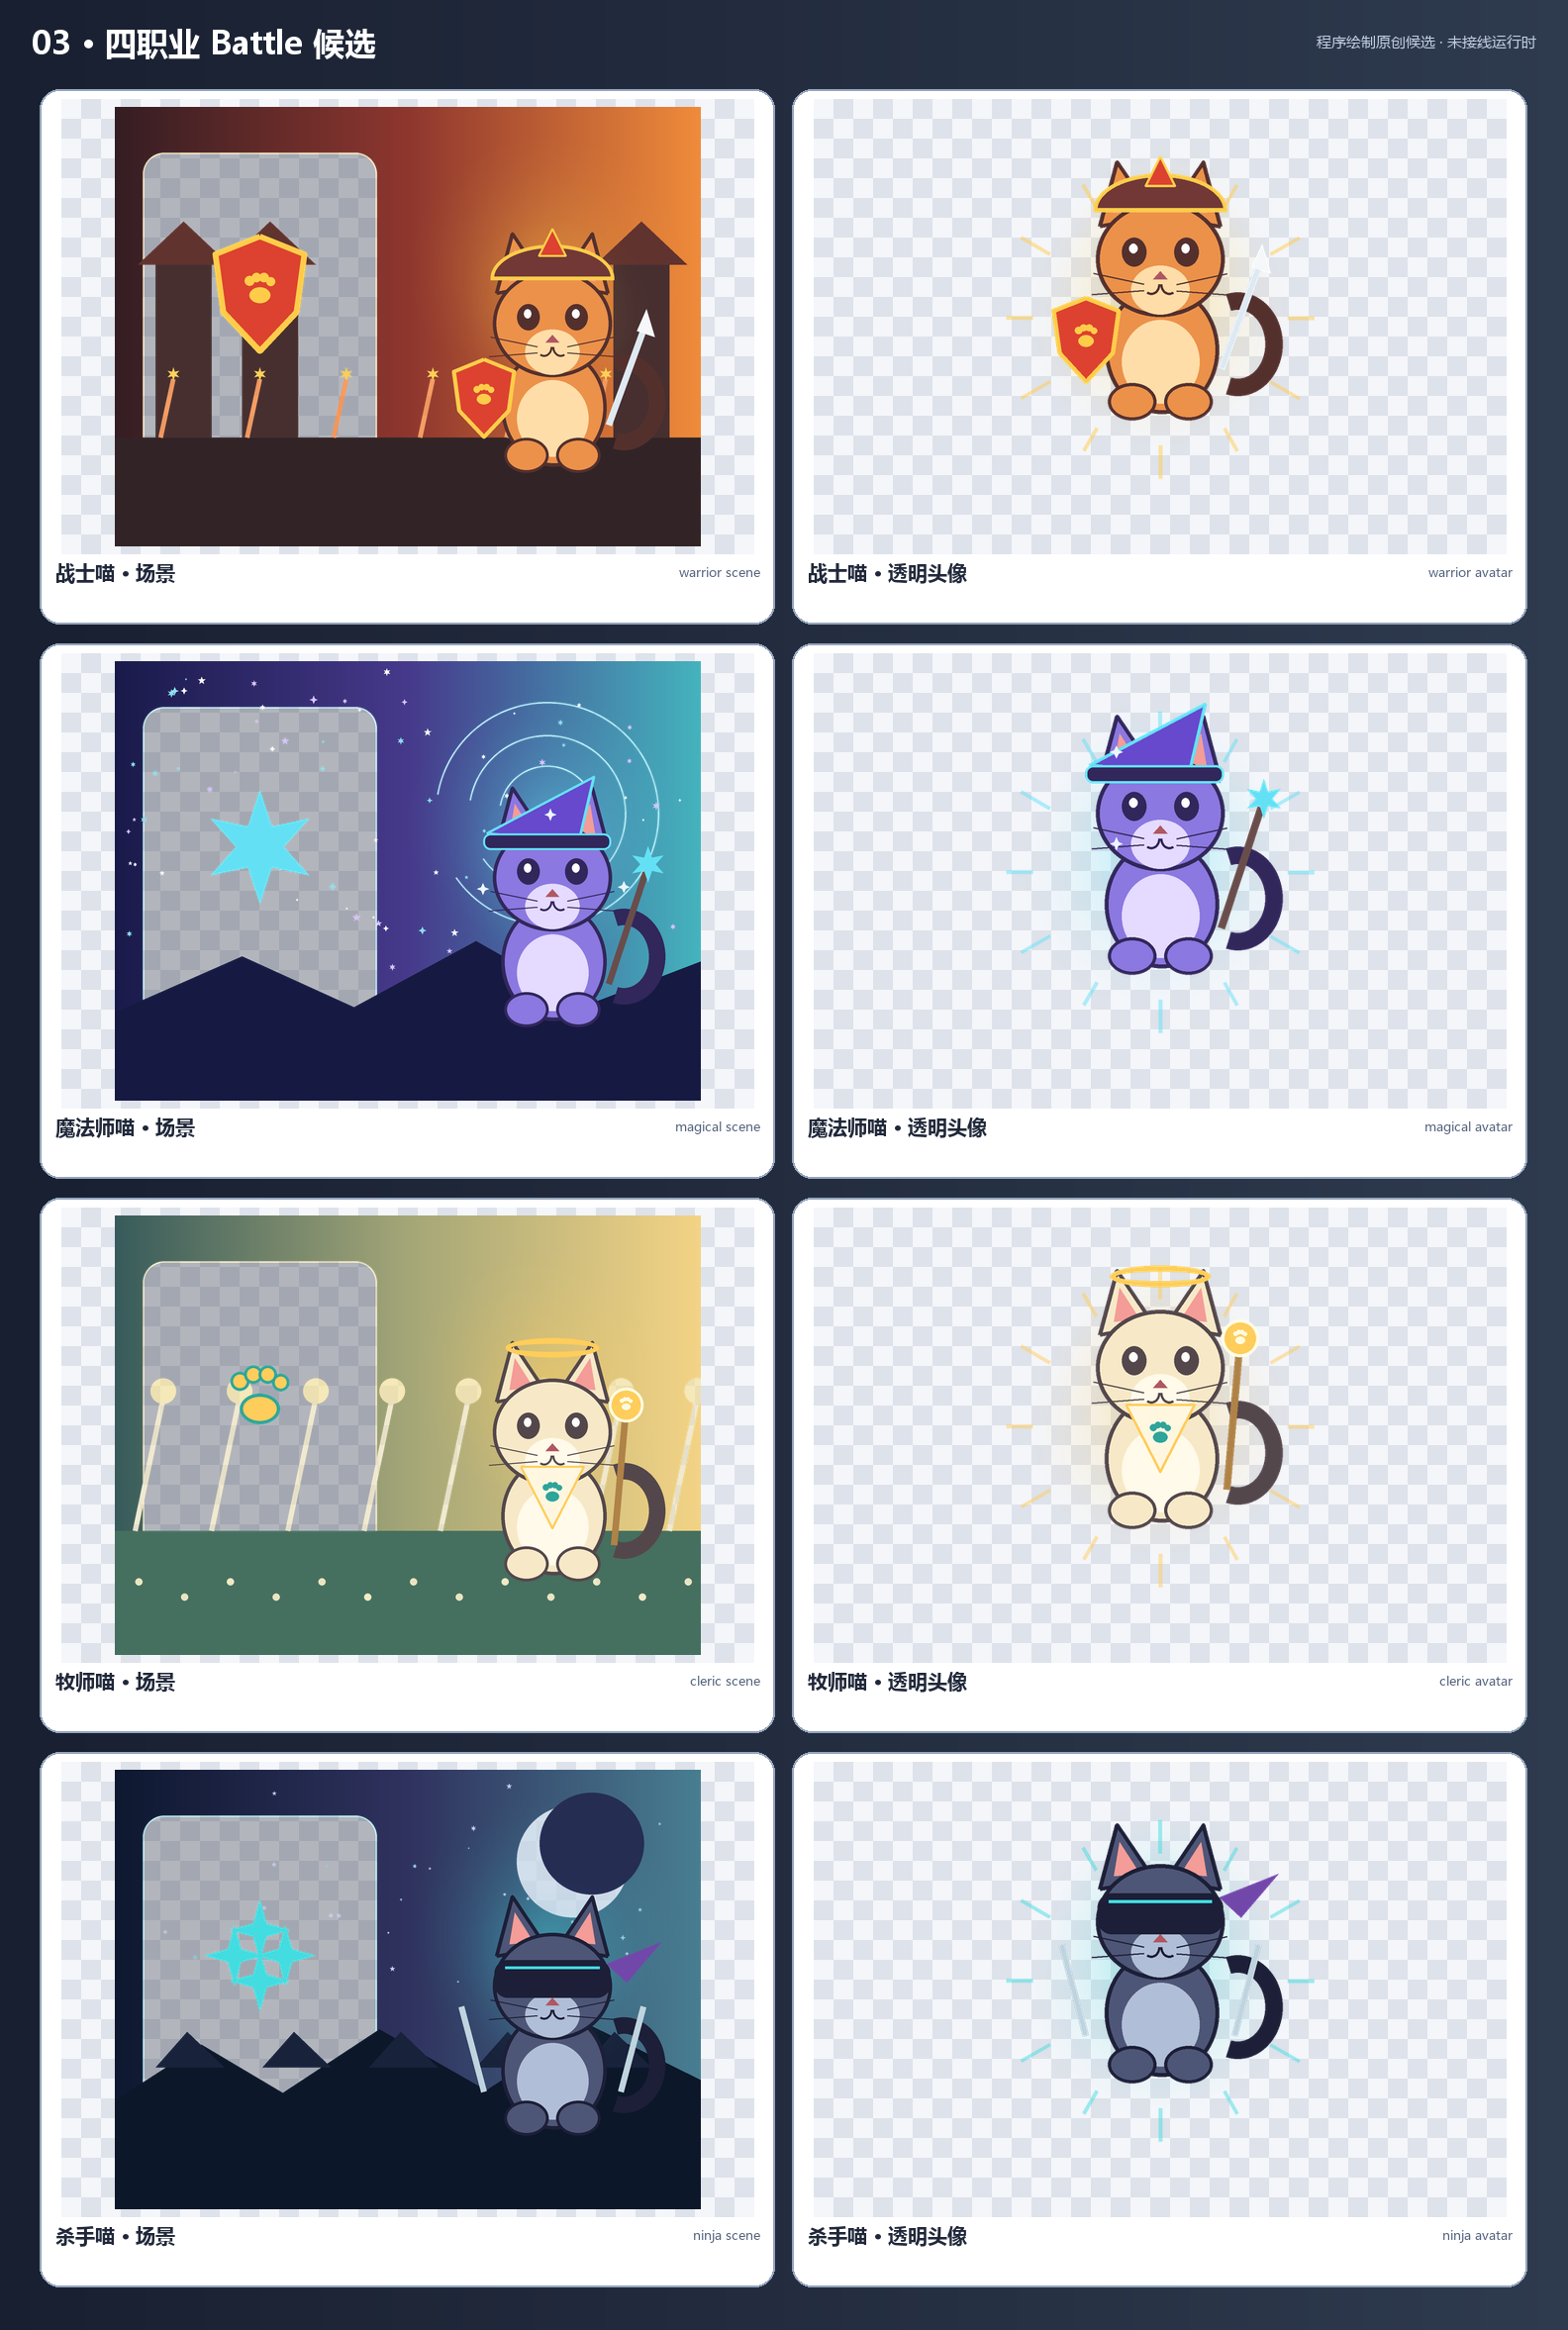 03 • 四职业 Battle 候选
程序绘制原创候选 · 未接线运行时
战士喵 • 场景
warrior scene
战士喵 • 透明头像
warrior avatar
魔法师喵 • 场景
magical scene
魔法师喵 • 透明头像
magical avatar
牧师喵 • 场景
cleric scene
牧师喵 • 透明头像
cleric avatar
杀手喵 • 场景
ninja scene
杀手喵 • 透明头像
ninja avatar